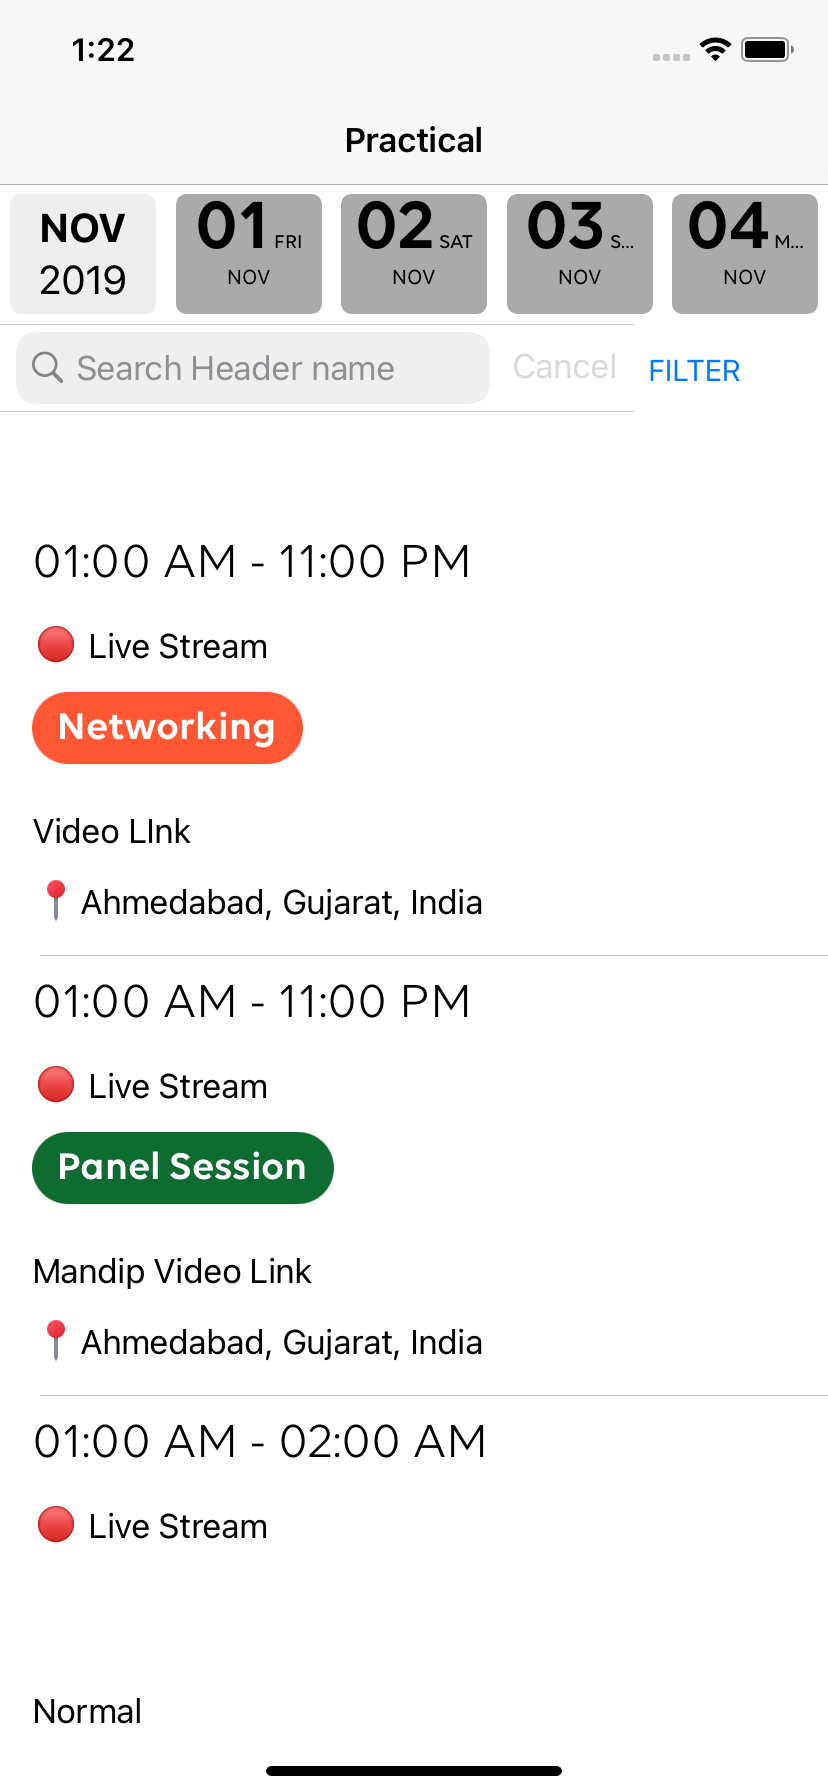 1:22
Practical
NOV 01 FRI 02 SAT 03 S... 04 M...
2019 NOV NOV NOV NOV
Search Header name Cancel FILTER
01:00 AM - 11:00 PM
Live Stream
Networking
Video LInk
Ahmedabad, Gujarat, India
01:00 AM - 11:00 PM
Live Stream
Panel Session
Mandip Video Link
Ahmedabad, Gujarat, India
01:00 AM - 02:00 AM
Live Stream
Normal